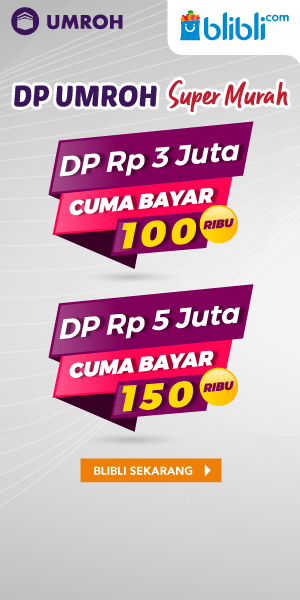 UMROH
blibli.com
DP UMROH Super Murah
DP Rp 3 Juta
CUMA BAYAR
100 RIBU
DP Rp 5 Juta
CUMA BAYAR
150 RIBU
BLIBLI SEKARANG